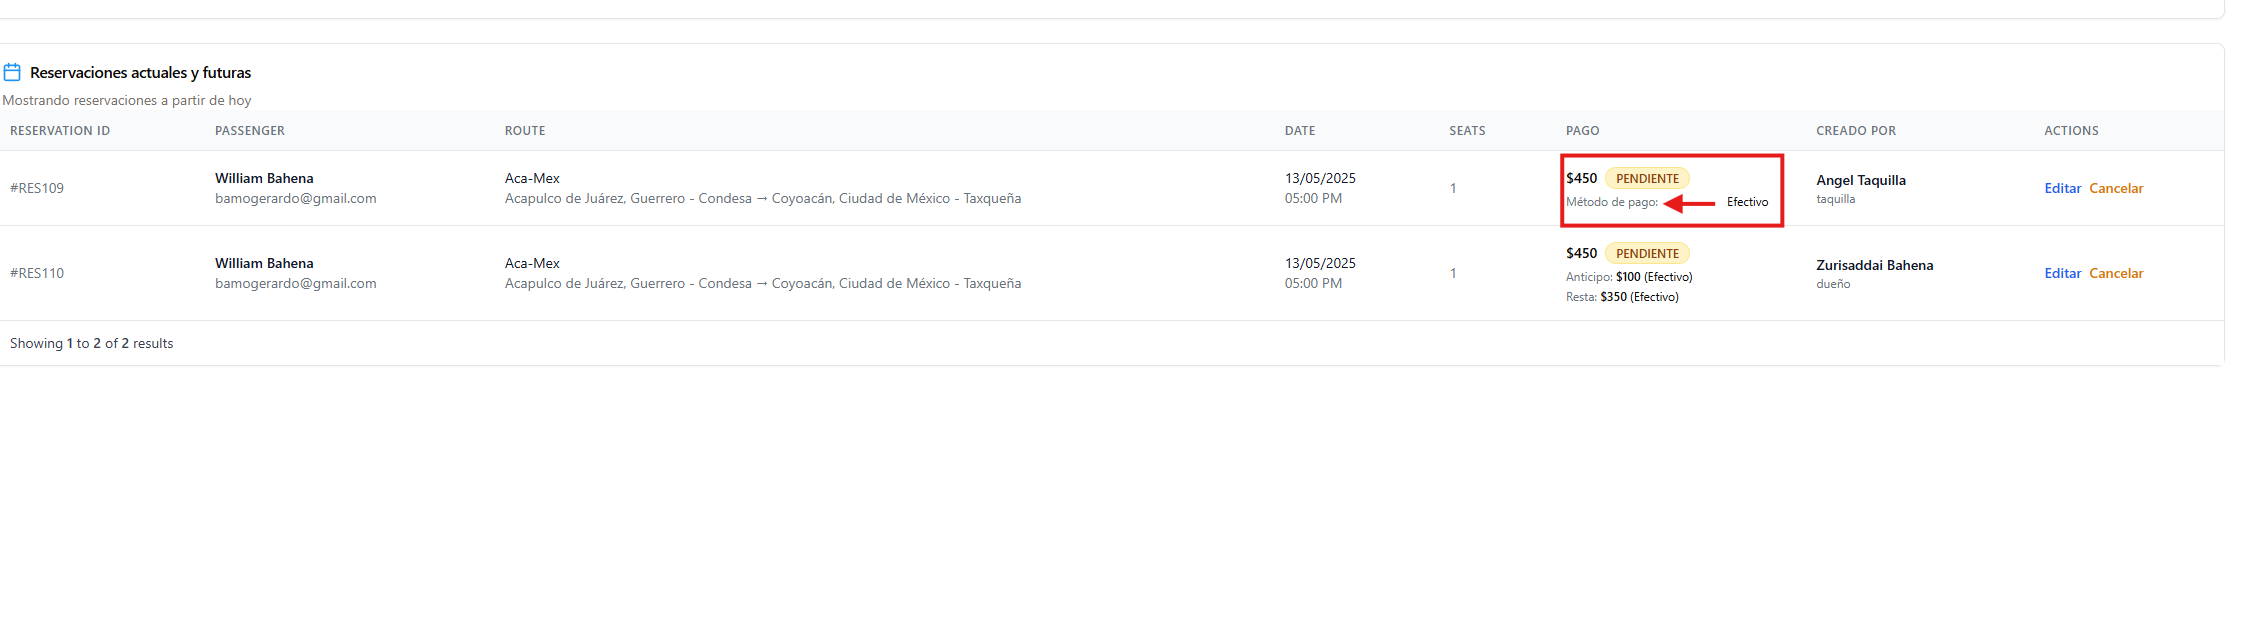 Reservaciones actuales y futuras
Mostrando reservaciones a partir de hoy
RESERVATION ID PASSENGER ROUTE DATE SEATS PAGO CREADO POR ACTIONS
#RES109
William Bahena
bamogerardo@gmail.com
Aca-Mex
Acapulco de Juárez, Guerrero - Condesa → Coyoacán, Ciudad de México - Taxqueña
13/05/2025
05:00 PM
1
$450 PENDIENTE
Método de pago: Efectivo
Angel Taquilla
taquilla
Editar Cancelar
#RES110
William Bahena
bamogerardo@gmail.com
Aca-Mex
Acapulco de Juárez, Guerrero - Condesa → Coyoacán, Ciudad de México - Taxqueña
13/05/2025
05:00 PM
1
$450 PENDIENTE
Anticipo: $100 (Efectivo)
Resta: $350 (Efectivo)
Zurisaddai Bahena
dueño
Editar Cancelar
Showing 1 to 2 of 2 results